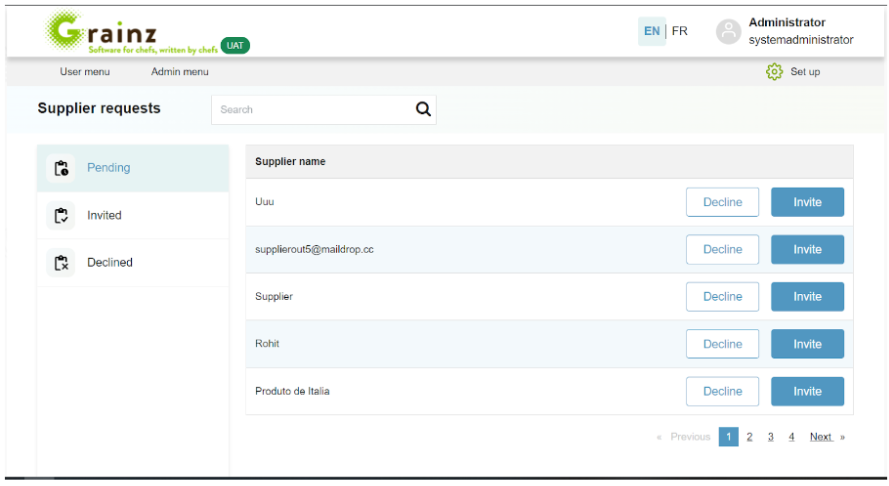 Grainz
Software for chefs, written by chefs
UAT
EN | FR
Administrator
systemadministrator
User menu
Admin menu
Set up
Supplier requests
Search
Pending
Invited
Declined
Supplier name
Uuu
Decline
Invite
supplierout5@maildrop.cc
Decline
Invite
Supplier
Decline
Invite
Rohit
Decline
Invite
Produto de Italia
Decline
Invite
« Previous 1 2 3 4 Next »